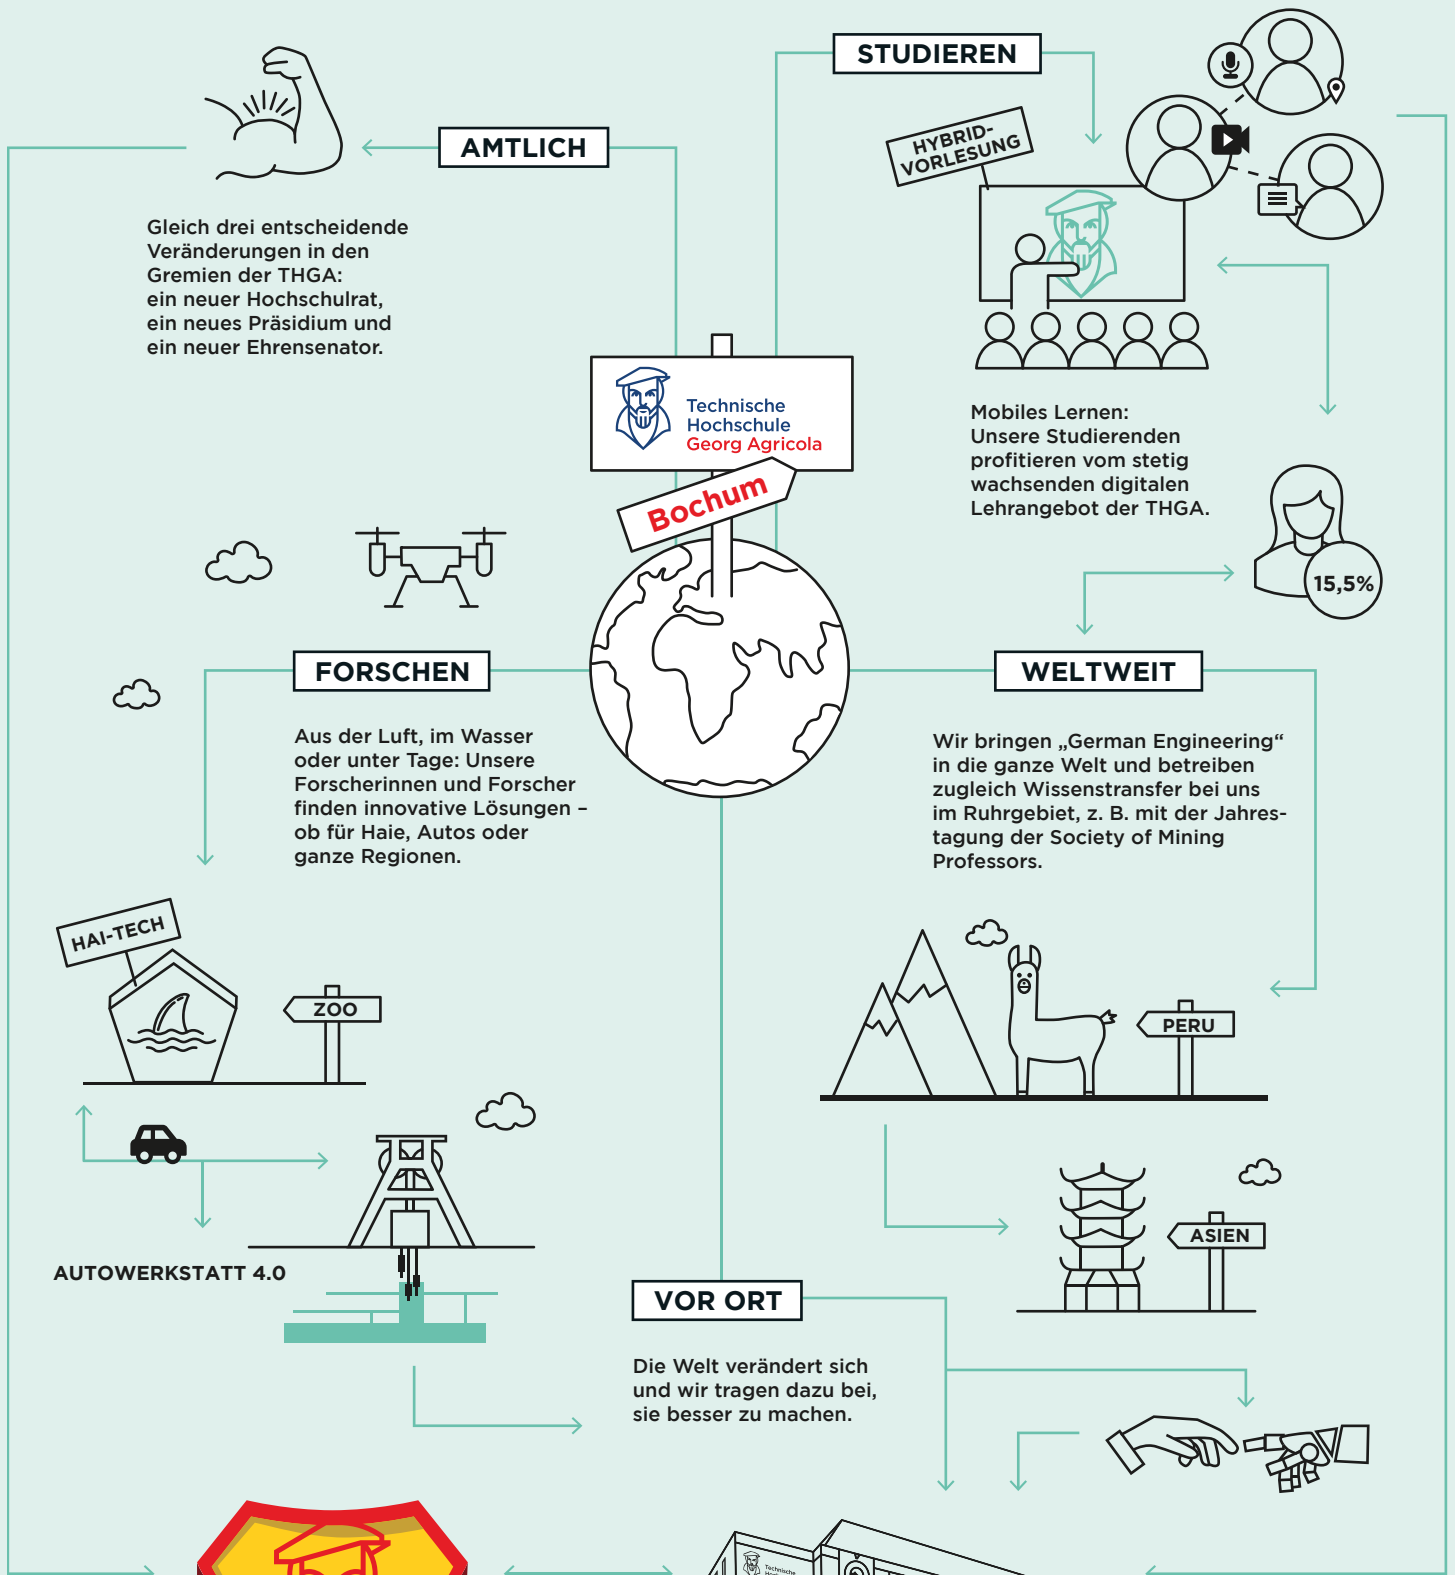 STUDIEREN
AMTLICH
HYBRID-
VORLESUNG
Gleich drei entscheidende
Veränderungen in den
Gremien der THGA:
ein neuer Hochschulrat,
ein neues Präsidium und
ein neuer Ehrensenator.
Technische
Hochschule
Georg Agricola
Bochum
Mobiles Lernen:
Unsere Studierenden
profitieren vom stetig
wachsenden digitalen
Lehrangebot der THGA.
15,5%
FORSCHEN
Aus der Luft, im Wasser
oder unter Tage: Unsere
Forscherinnen und Forscher
finden innovative Lösungen –
ob für Haie, Autos oder
ganze Regionen.
WELTWEIT
Wir bringen „German Engineering“
in die ganze Welt und betreiben
zugleich Wissenstransfer bei uns
im Ruhrgebiet, z. B. mit der Jahres-
tagung der Society of Mining
Professors.
HAI-TECH
ZOO
PERU
ASIEN
AUTOWERKSTATT 4.0
VOR ORT
Die Welt verändert sich
und wir tragen dazu bei,
sie besser zu machen.
Technische